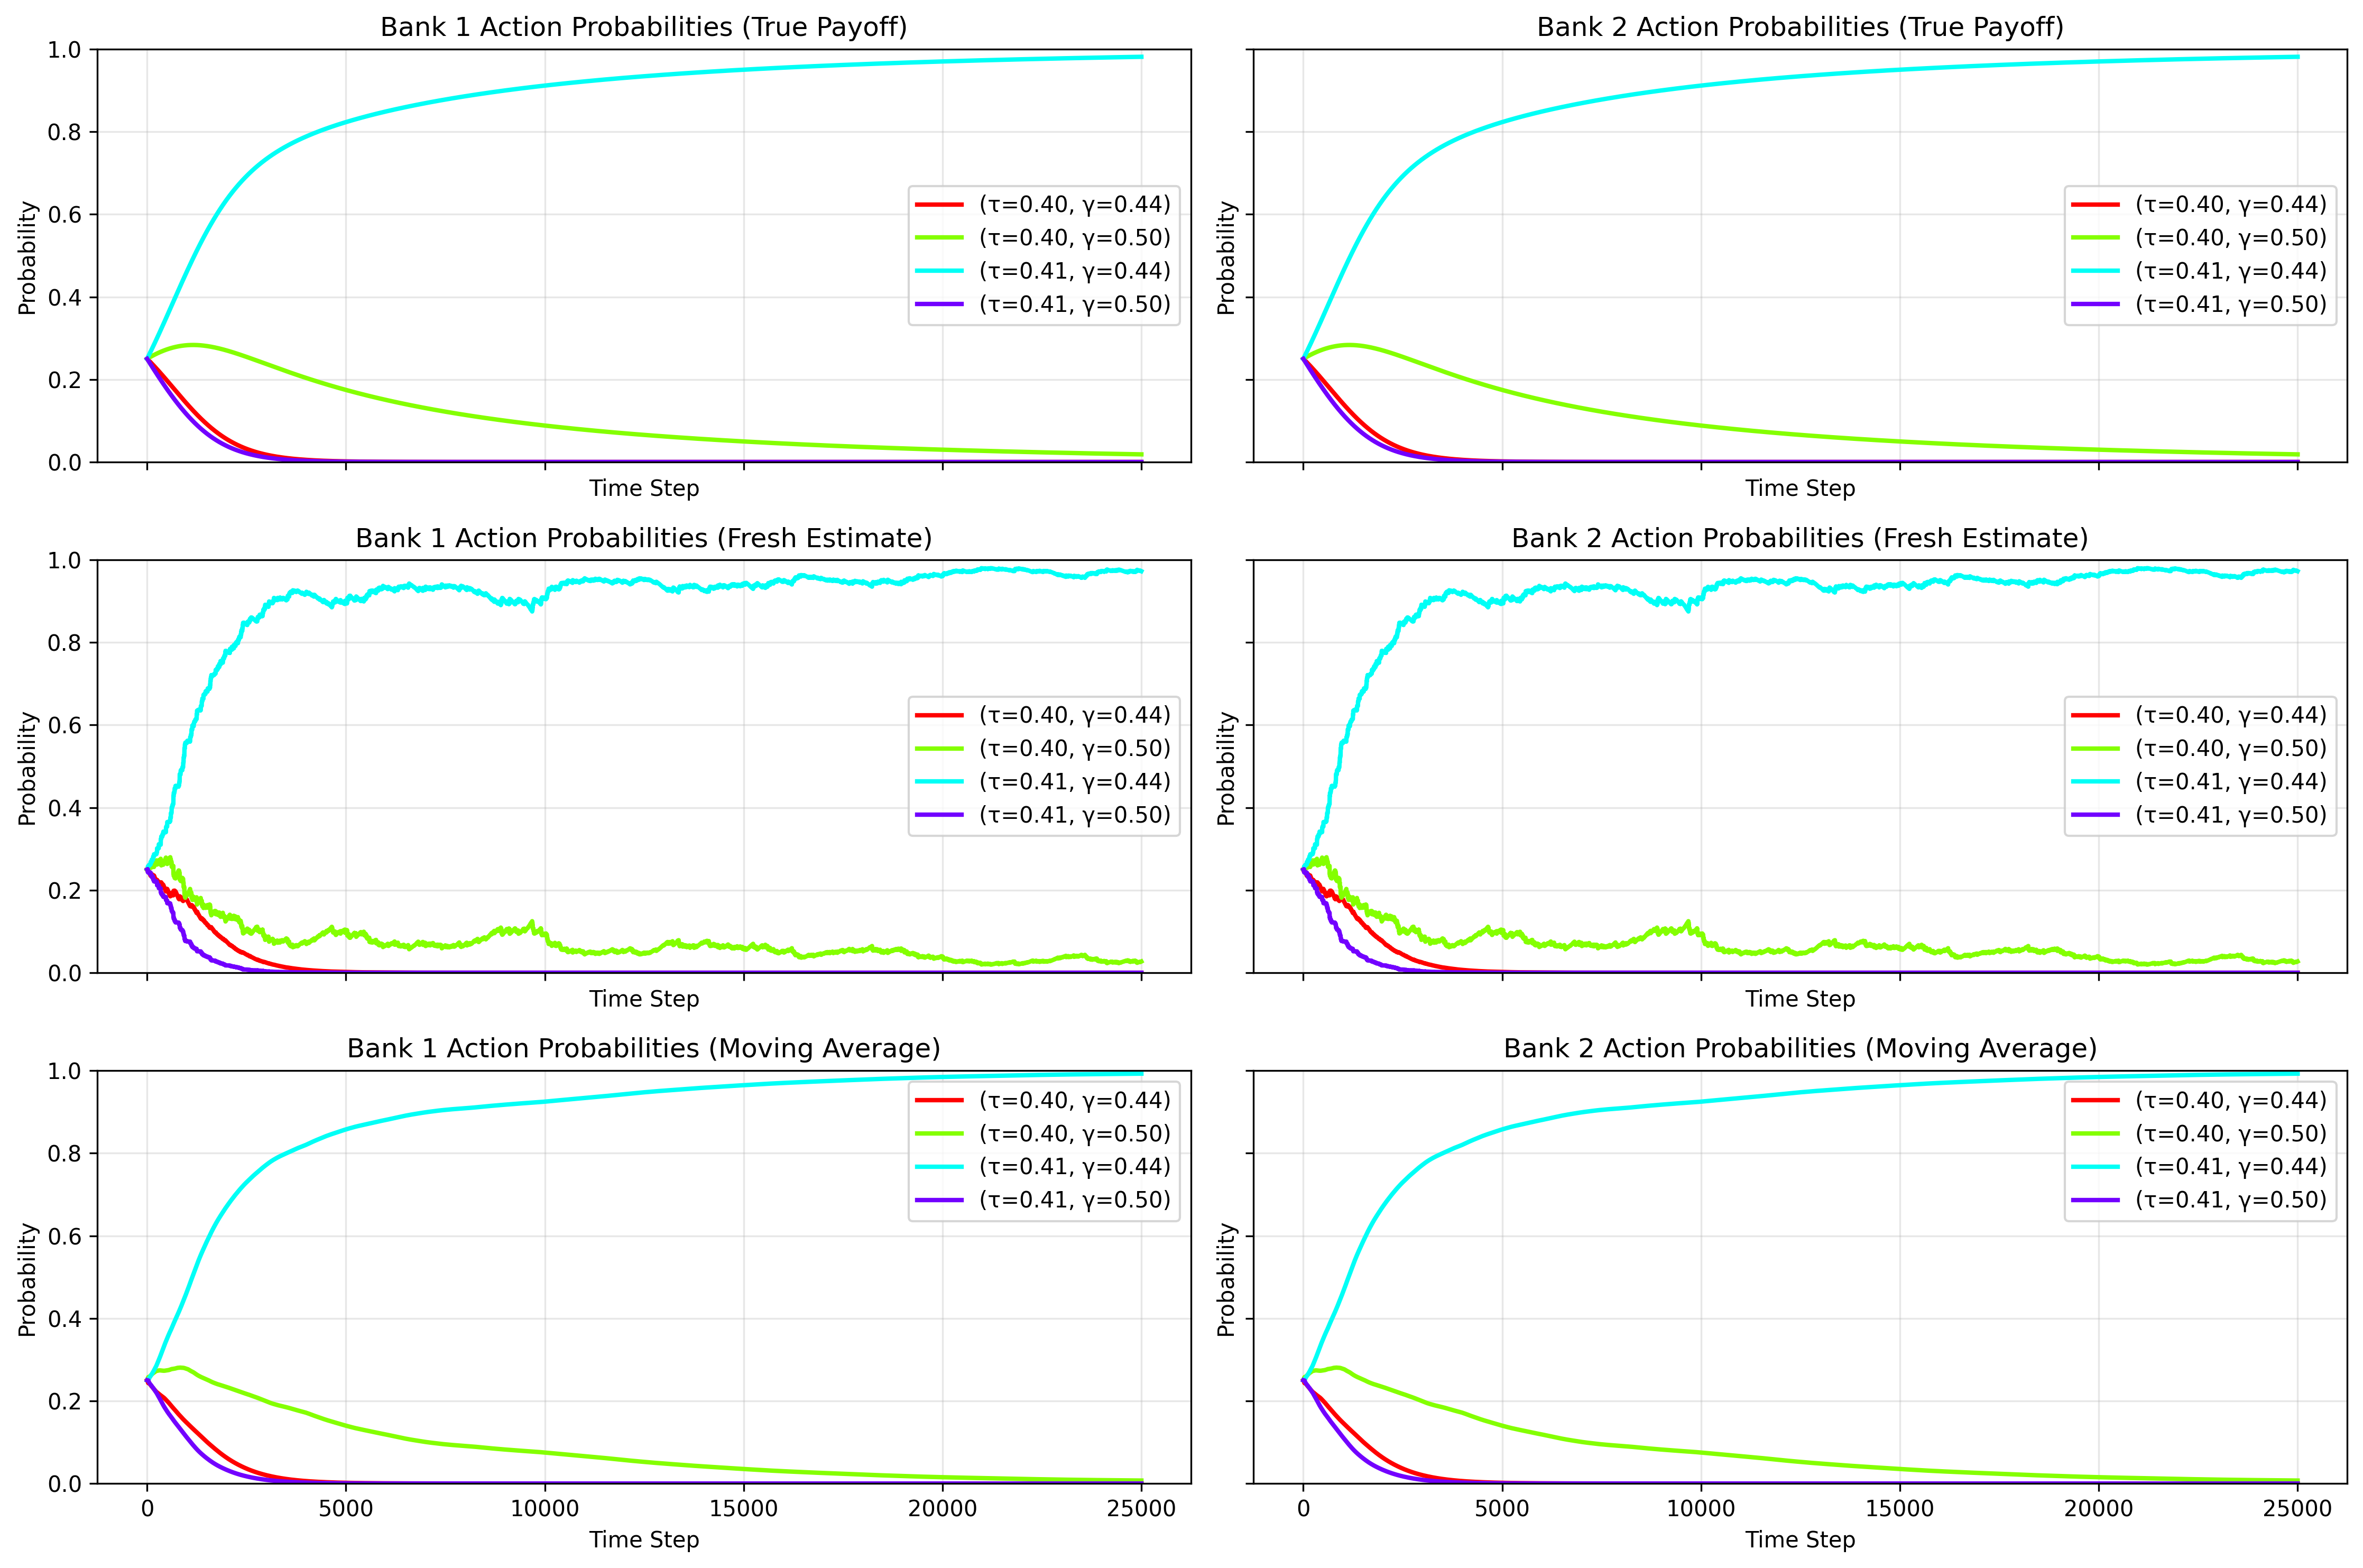 Bank 1 Action Probabilities (True Payoff)
Probability
1.0
0.8
0.6
0.4
0.2
0.0
(τ=0.40, γ=0.44)
(τ=0.40, γ=0.50)
(τ=0.41, γ=0.44)
(τ=0.41, γ=0.50)
Time Step
Bank 2 Action Probabilities (True Payoff)
Probability
(τ=0.40, γ=0.44)
(τ=0.40, γ=0.50)
(τ=0.41, γ=0.44)
(τ=0.41, γ=0.50)
Time Step
Bank 1 Action Probabilities (Fresh Estimate)
Probability
1.0
0.8
0.6
0.4
0.2
0.0
(τ=0.40, γ=0.44)
(τ=0.40, γ=0.50)
(τ=0.41, γ=0.44)
(τ=0.41, γ=0.50)
Time Step
Bank 2 Action Probabilities (Fresh Estimate)
Probability
(τ=0.40, γ=0.44)
(τ=0.40, γ=0.50)
(τ=0.41, γ=0.44)
(τ=0.41, γ=0.50)
Time Step
Bank 1 Action Probabilities (Moving Average)
Probability
1.0
0.8
0.6
0.4
0.2
0.0
(τ=0.40, γ=0.44)
(τ=0.40, γ=0.50)
(τ=0.41, γ=0.44)
(τ=0.41, γ=0.50)
0 5000 10000 15000 20000 25000
Time Step
Bank 2 Action Probabilities (Moving Average)
Probability
(τ=0.40, γ=0.44)
(τ=0.40, γ=0.50)
(τ=0.41, γ=0.44)
(τ=0.41, γ=0.50)
0 5000 10000 15000 20000 25000
Time Step